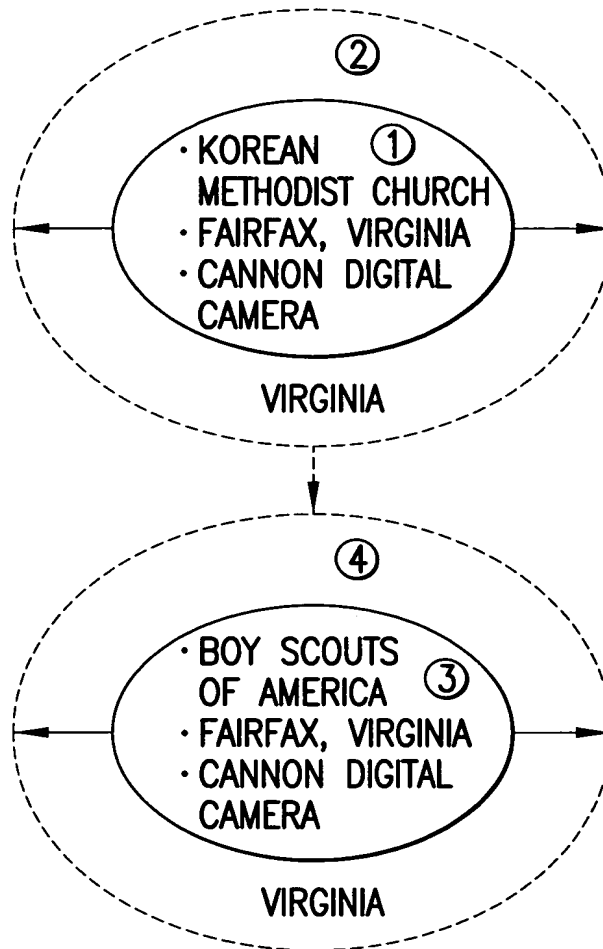 ②
· KOREAN ①
METHODIST CHURCH
· FAIRFAX, VIRGINIA
· CANNON DIGITAL
CAMERA
VIRGINIA
④
· BOY SCOUTS
OF AMERICA ③
· FAIRFAX, VIRGINIA
· CANNON DIGITAL
CAMERA
VIRGINIA